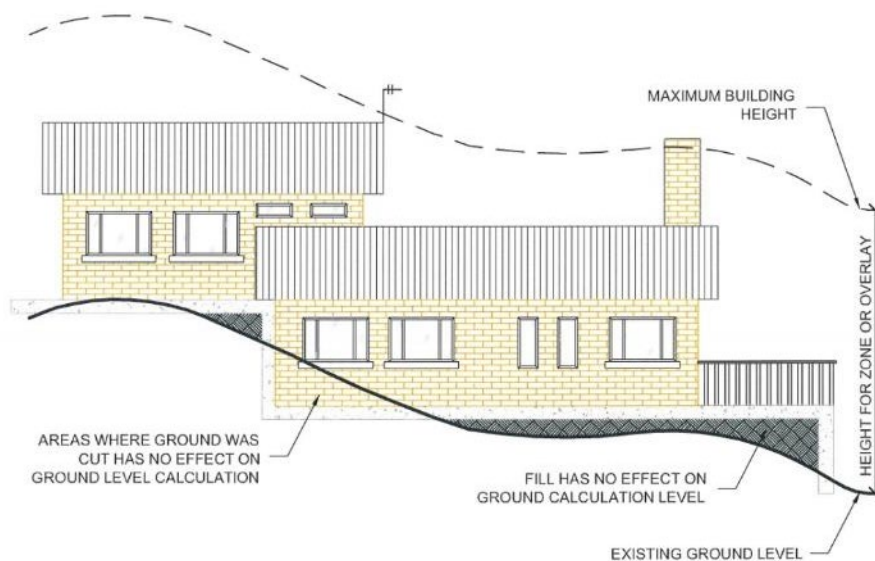 MAXIMUM BUILDING
HEIGHT
HEIGHT FOR ZONE OR OVERLAY
AREAS WHERE GROUND WAS
CUT HAS NO EFFECT ON
GROUND LEVEL CALCULATION
FILL HAS NO EFFECT ON
GROUND CALCULATION LEVEL
EXISTING GROUND LEVEL